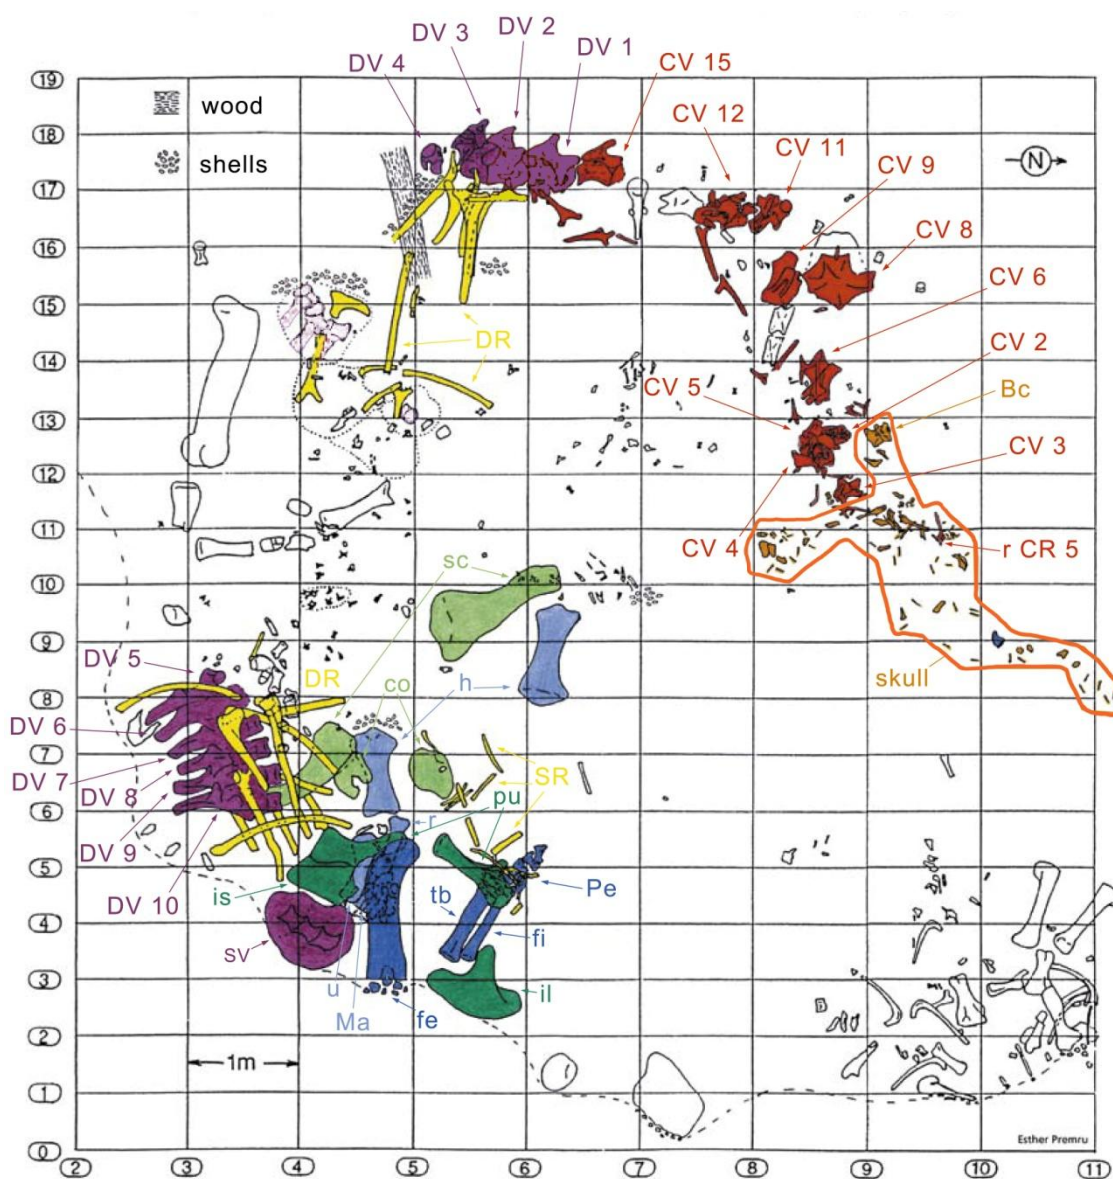 DV 2
DV 3
DV 1
DV 4
CV 15
CV 12
CV 11
CV 9
CV 8
CV 6
CV 2
Bc
CV 5
CV 3
CV 4
r CR 5
skull
wood
shells
N
DR
DR
sc
co
h
SR
pu
r
DV 5
DV 6
DV 7
DV 8
DV 9
DV 10
is
sv
u
Ma
fe
tb
fi
Pe
il
1m
Esther Premru
19
18
17
16
15
14
13
12
11
10
9
8
7
6
5
4
3
2
1
0
2 3 4 5 6 7 8 9 10 11